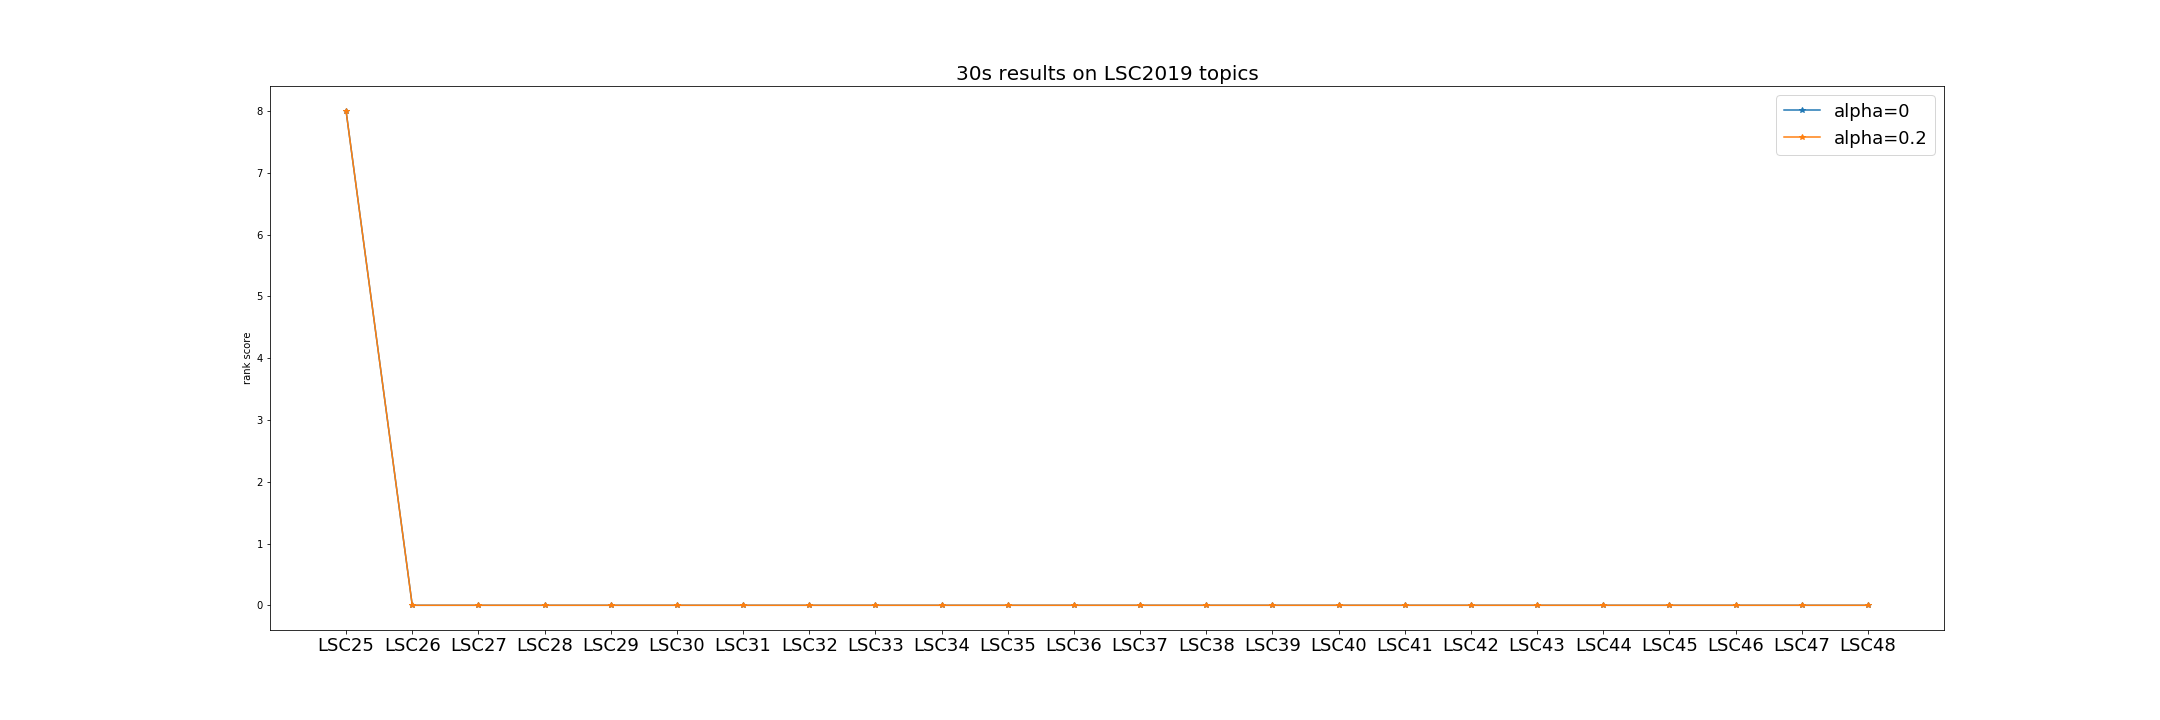 30s results on LSC2019 topics
alpha=0
alpha=0.2
rank score
8
7
6
5
4
3
2
1
0
LSC25 LSC26 LSC27 LSC28 LSC29 LSC30 LSC31 LSC32 LSC33 LSC34 LSC35 LSC36 LSC37 LSC38 LSC39 LSC40 LSC41 LSC42 LSC43 LSC44 LSC45 LSC46 LSC47 LSC48